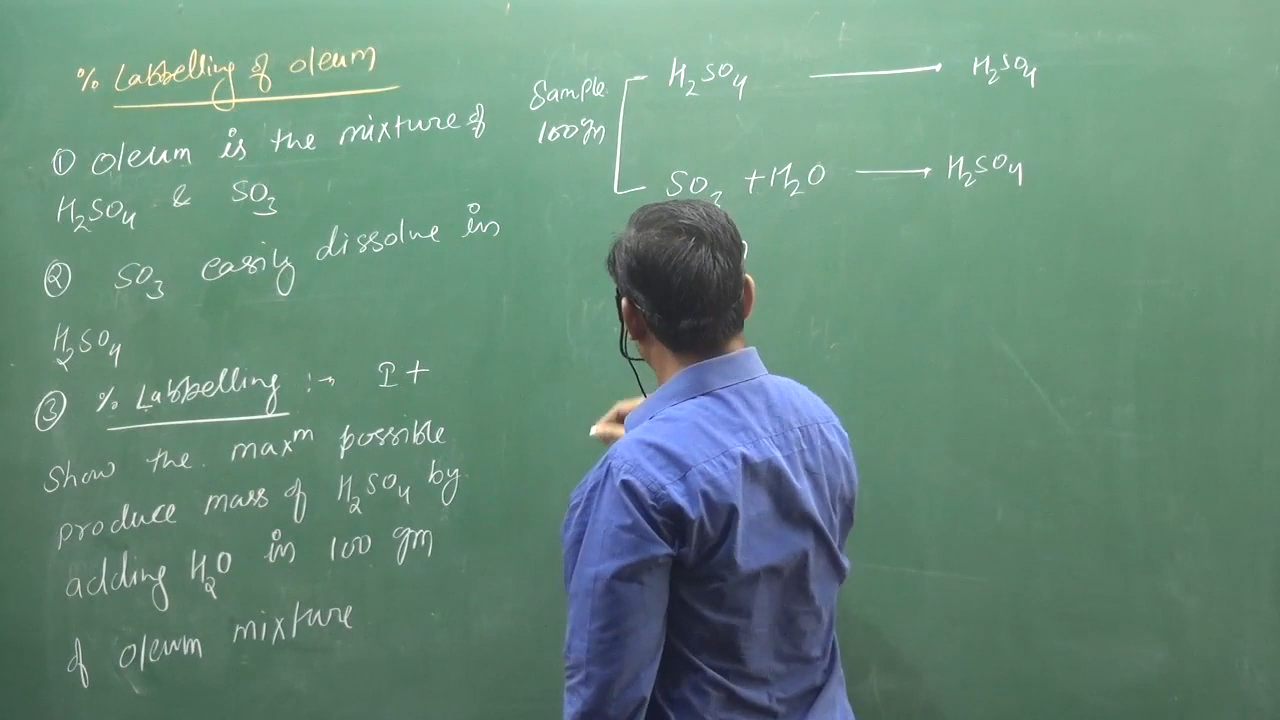 % Labbelling of oleum
① Oleum is the mixture of
H₂SO₄ & SO₃
② SO₃ easily dissolve in
H₂SO₄
③ % Labbelling :→ It
Show the maxᵐ possible
produce mass of H₂SO₄ by
adding H₂O in 100 gm
of oleum mixture
Sample H₂SO₄ ⟶ H₂SO₄
100gm
SO₃ + H₂O ⟶ H₂SO₄